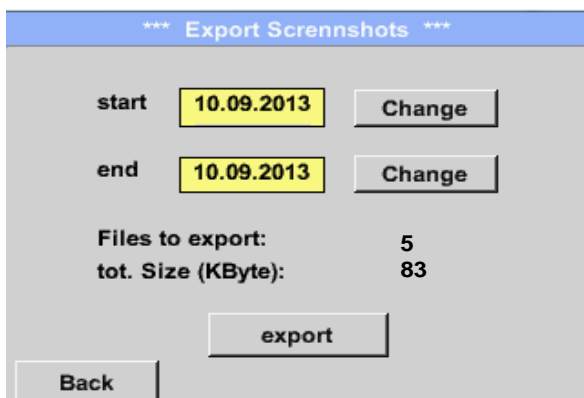 *** Export Scrennshots ***
start 10.09.2013 Change
end 10.09.2013 Change
Files to export: 5
tot. Size (KByte): 83
export
Back